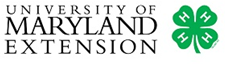 UNIVERSITY OF
MARYLAND
EXTENSION
H H
H H